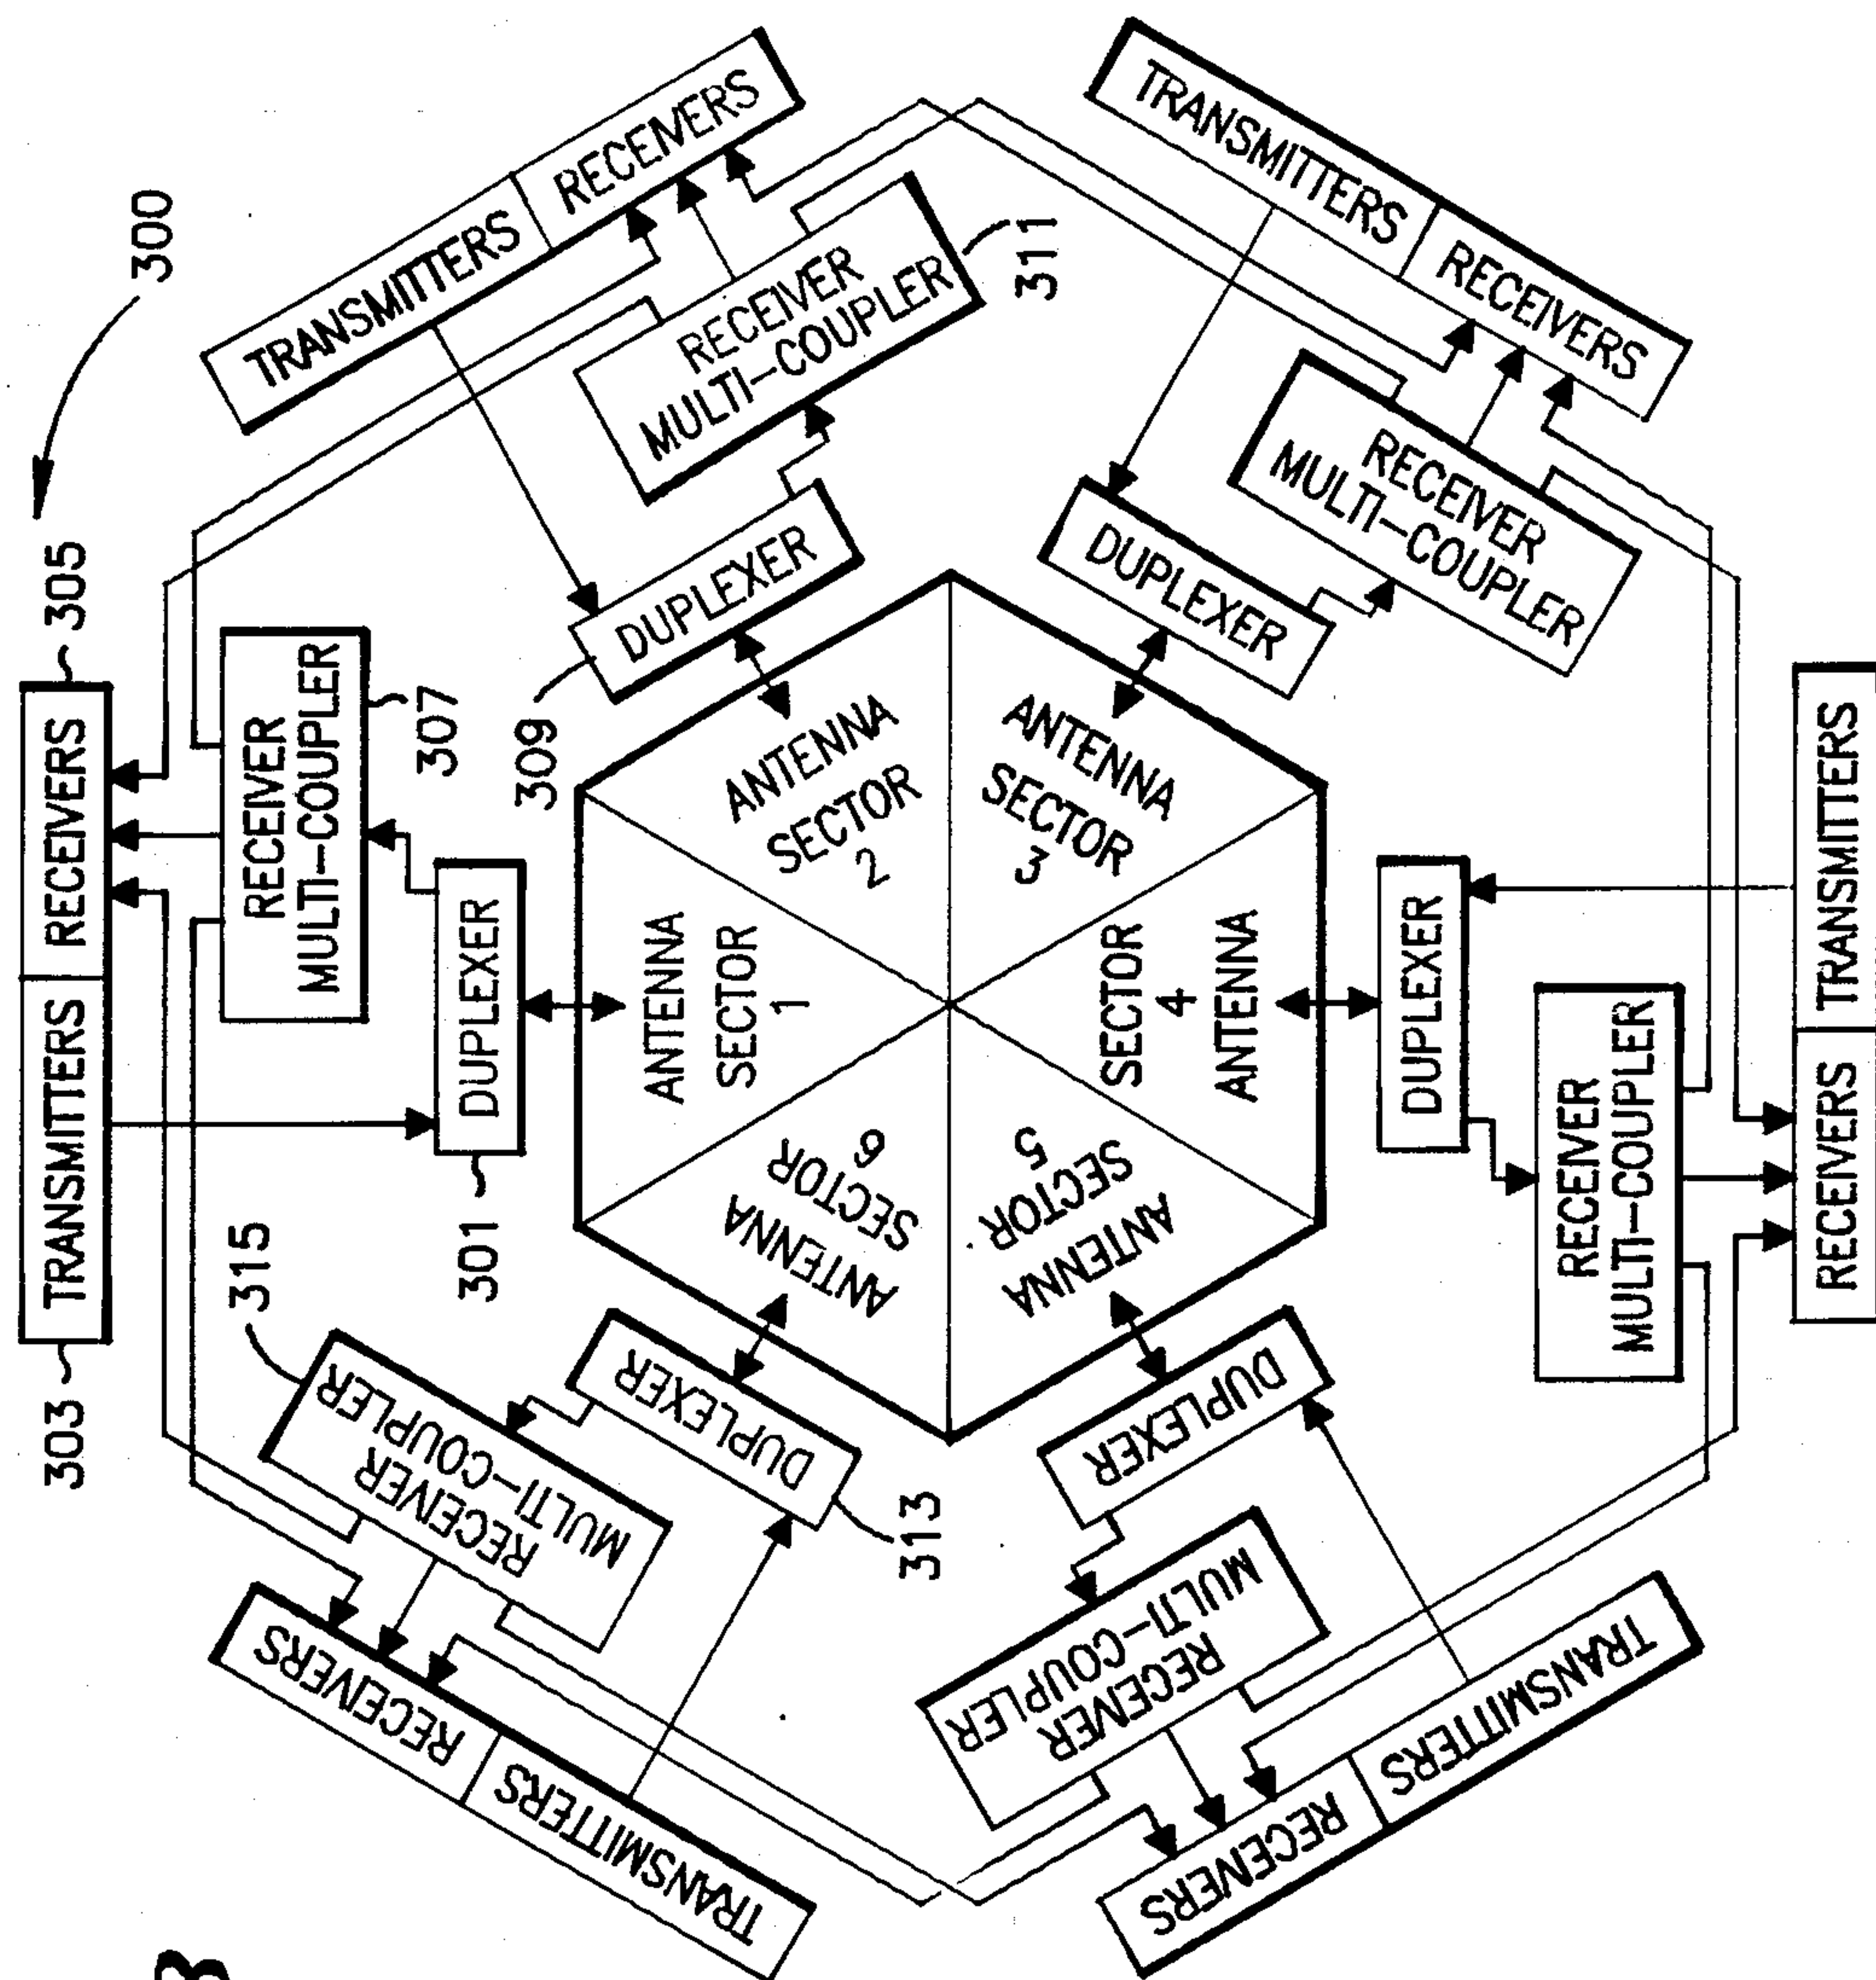 300
303
TRANSMITTERS
RECEIVERS
305
RECEIVER
MULTI-COUPLER
307
301
DUPLEXER
ANTENNA
SECTOR
1
TRANSMITTERS
RECEIVERS
RECEIVER
MULTI-COUPLER
311
309
DUPLEXER
ANTENNA
SECTOR
2
TRANSMITTERS
RECEIVERS
RECEIVER
MULTI-COUPLER
DUPLEXER
ANTENNA
SECTOR
3
SECTOR
4
ANTENNA
DUPLEXER
RECEIVER
MULTI-COUPLER
RECEIVERS
TRANSMITTERS
ANTENNA
SECTOR
5
DUPLEXER
RECEIVER
MULTI-COUPLER
RECEIVERS
TRANSMITTERS
ANTENNA
SECTOR
6
DUPLEXER
313
RECEIVER
MULTI-COUPLER
315
RECEIVERS
TRANSMITTERS
3